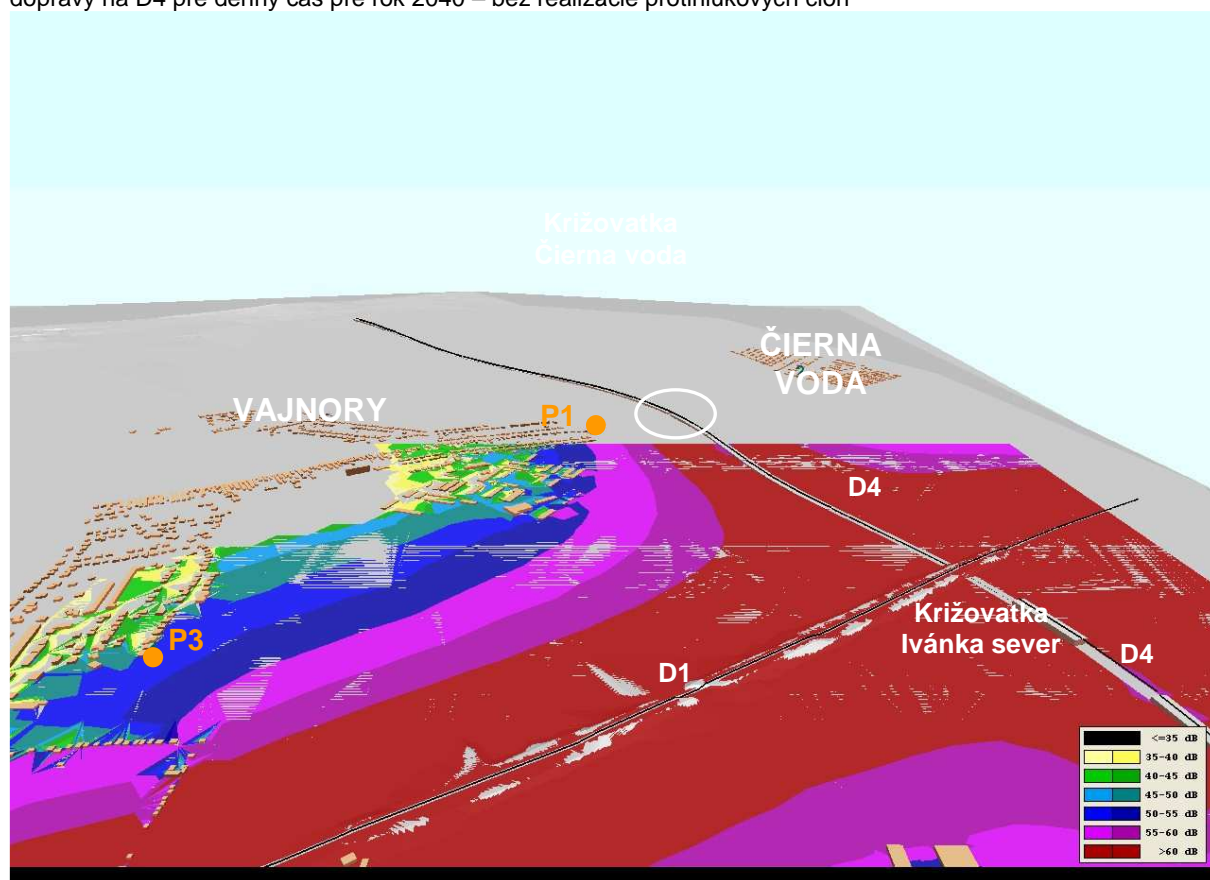 dopravy na D4 pre denný čas pre rok 2040 – bez realizácie protihlukových clôn
Križovatka
Čierna voda
ČIERNA
VODA
VAJNORY
P1
D4
Križovatka
Ivánka sever
P3
D1
D4
<=35 dB
35-40 dB
40-45 dB
45-50 dB
50-55 dB
55-60 dB
>60 dB